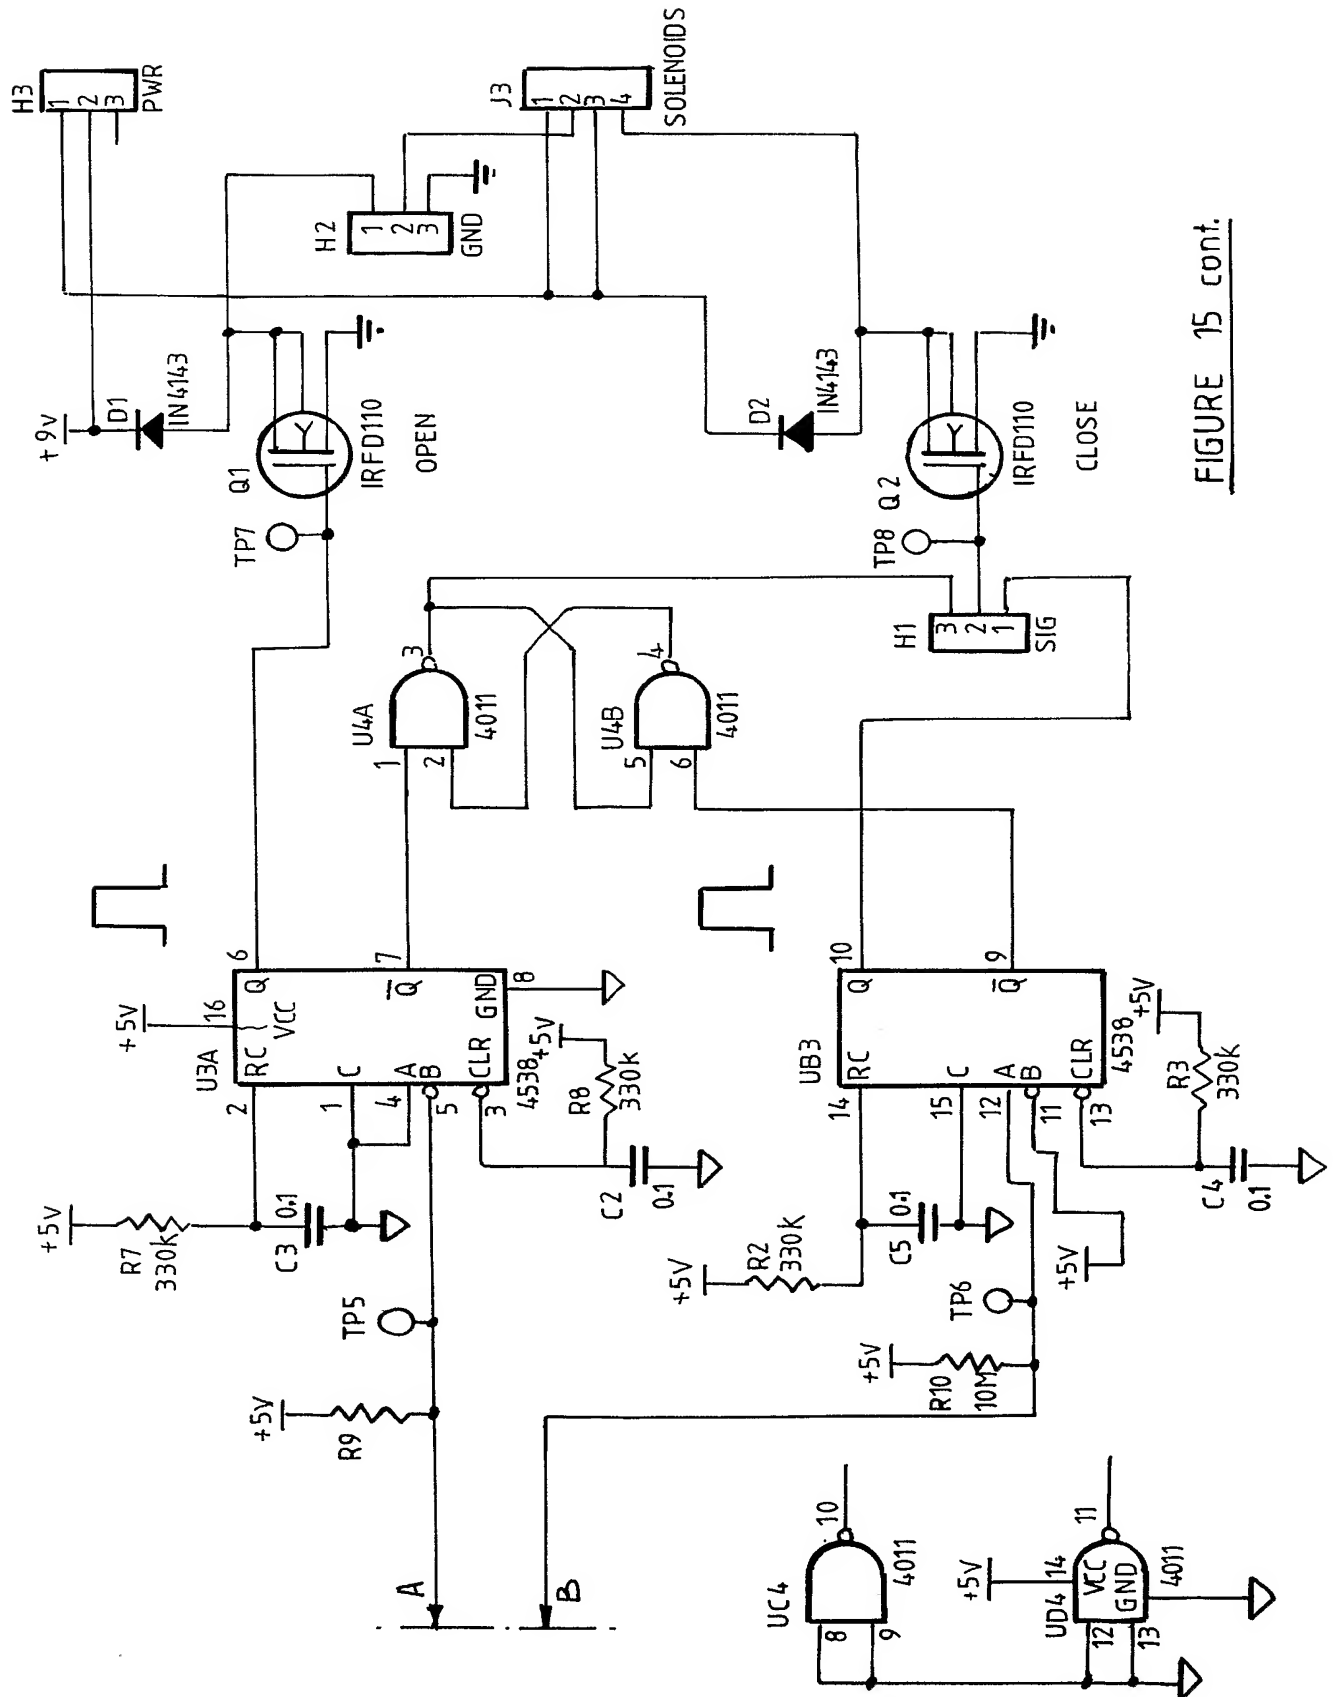 H3
1
2
3
PWR
+9v
D1
IN4143
Q1
TP7
IRFD110
OPEN
H2
1
2
3
GND
J3
1
2
3
4
SOLENOIDS
D2
IN4143
Q2
TP8
IRFD110
CLOSE
H1
3
2
1
SIG
U4A
1
2
3
4011
U4B
5
6
4
4011
+5V
16
U3A
RC
VCC
Q
6
Q
7
GND
8
C
A
B
CLR
2
1
4
5
3
4538
+5V
R8
330k
C2
0.1
+5V
R7
330k
C3
0.1
TP5
+5V
R9
A
B
UB3
RC
Q
10
Q
9
C
A
B
CLR
14
15
12
11
13
4538
+5V
R3
330k
C4
0.1
+5V
R2
330k
C5
0.1
TP6
+5V
+5V
R10
10M
UC4
8
9
10
4011
UD4
+5V
14
VCC
GND
12
13
11
4011
FIGURE 15 cont.